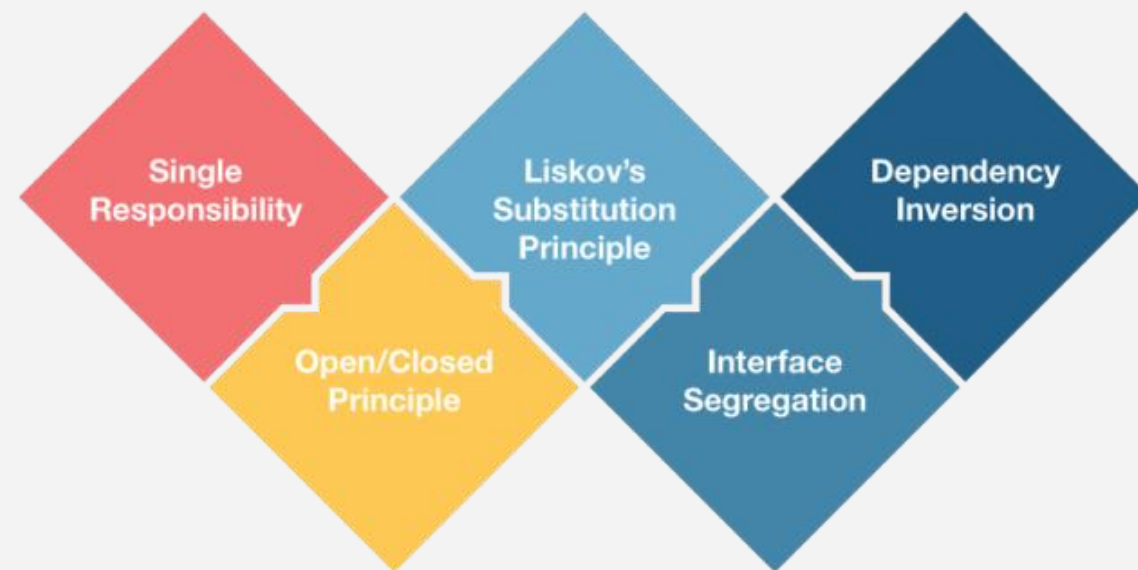 Single
Responsibility
Open/Closed
Principle
Liskov's
Substitution
Principle
Interface
Segregation
Dependency
Inversion